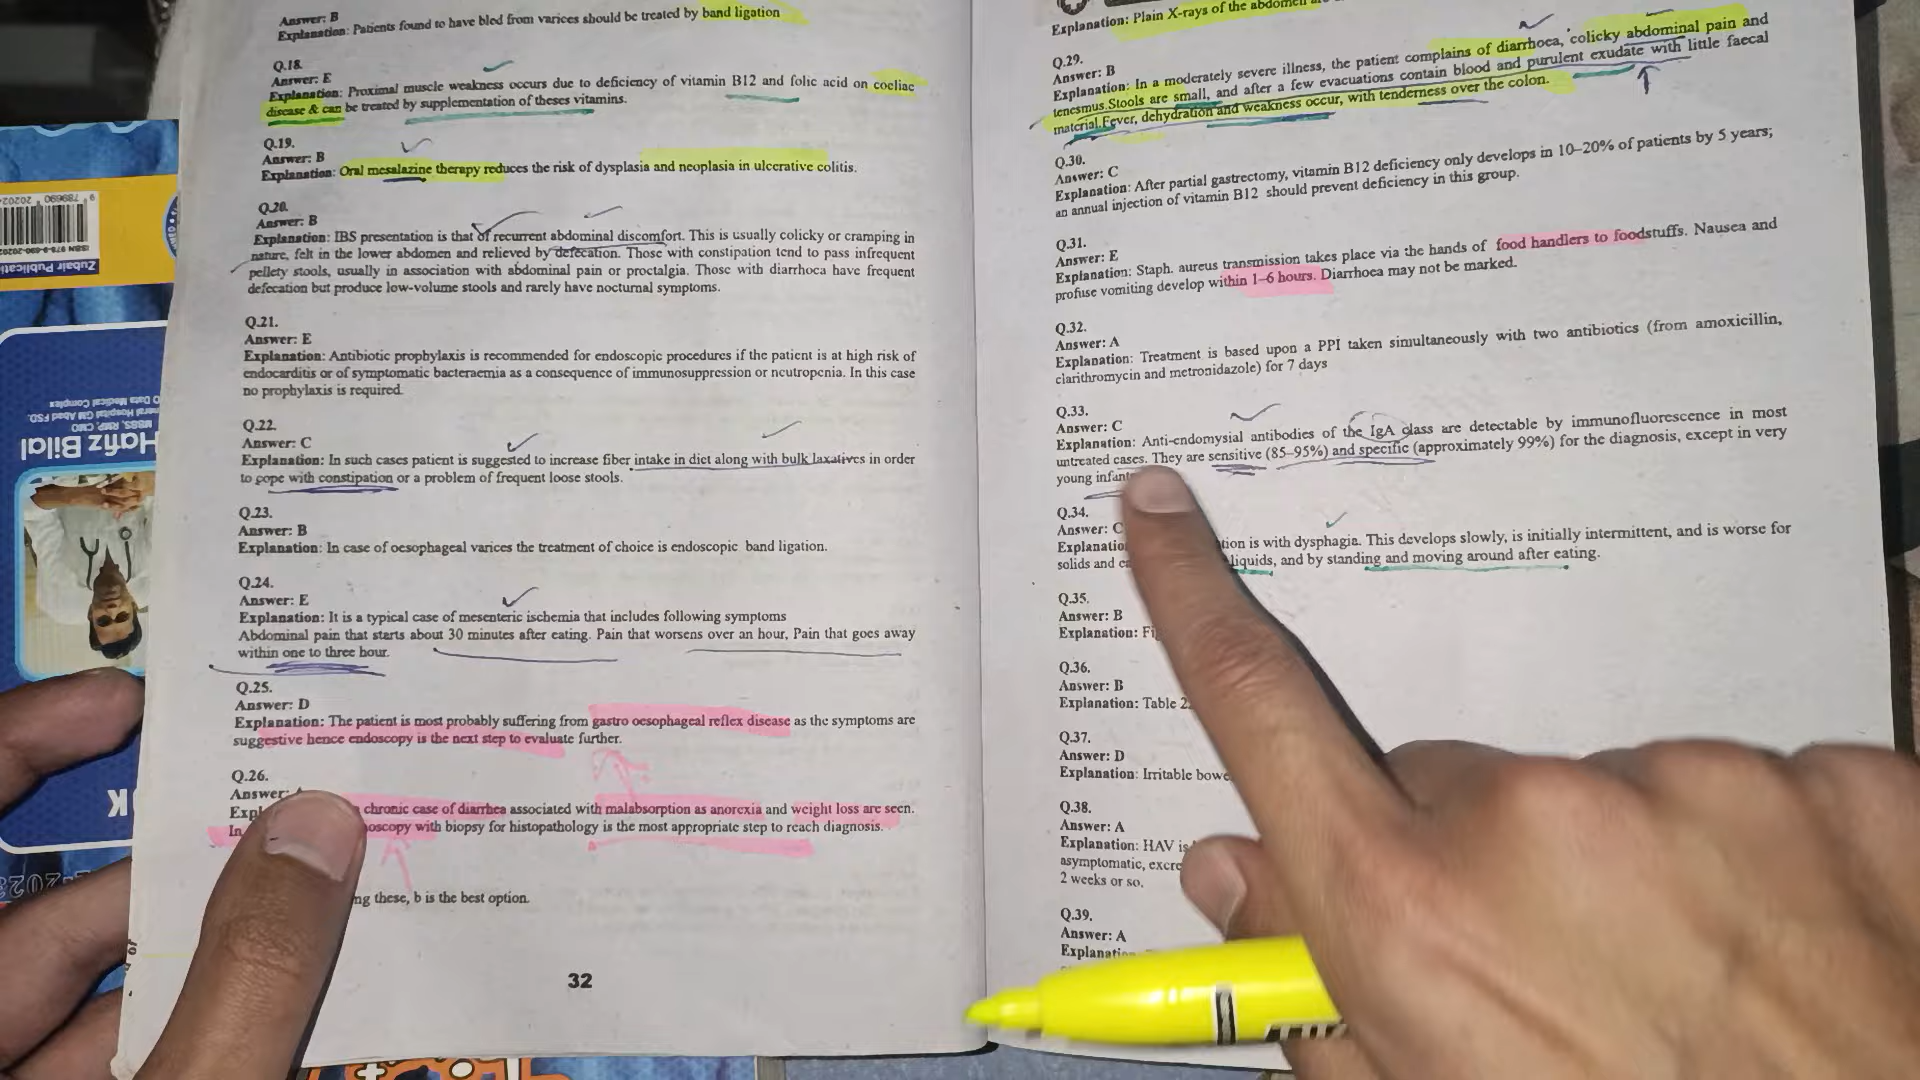 Answer: B
Explanation: Patients found to have bled from varices should be treated by band ligation
Q.18.
Answer: E
Explanation: Proximal muscle weakness occurs due to deficiency of vitamin B12 and folic acid on coeliac
disease & can be treated by supplementation of theses vitamins.
Q.19.
Answer: B
Explanation: Oral mesalazine therapy reduces the risk of dysplasia and neoplasia in ulcerative colitis.
Q.20.
Answer: B
Explanation: IBS presentation is that of recurrent abdominal discomfort. This is usually colicky or cramping in
nature, felt in the lower abdomen and relieved by defecation. Those with constipation tend to pass infrequent
pellety stools, usually in association with abdominal pain or proctalgia. Those with diarrhoea have frequent
defecation but produce low-volume stools and rarely have nocturnal symptoms.
Q.21.
Answer: E
Explanation: Antibiotic prophylaxis is recommended for endoscopic procedures if the patient is at high risk of
endocarditis or of symptomatic bacteraemia as a consequence of immunosuppression or neutropenia. In this case
no prophylaxis is required.
Q.22.
Answer: C
Explanation: In such cases patient is suggested to increase fiber intake in diet along with bulk laxatives in order
to cope with constipation or a problem of frequent loose stools.
Q.23.
Answer: B
Explanation: In case of oesophageal varices the treatment of choice is endoscopic band ligation.
Q.24.
Answer: E
Explanation: It is a typical case of mesenteric ischemia that includes following symptoms
Abdominal pain that starts about 30 minutes after eating. Pain that worsens over an hour, Pain that goes away
within one to three hour.
Q.25.
Answer: D
Explanation: The patient is most probably suffering from gastro oesophageal reflex disease as the symptoms are
suggestive hence endoscopy is the next step to evaluate further.
Q.26.
Answer:
chronic case of diarrhea associated with malabsorption as anorexia and weight loss are seen.
In with biopsy for histopathology is the most appropriate step to reach diagnosis.
these, b is the best option.
32
Explanation: Plain X-rays of the abdomen
Q.29.
Answer: B
Explanation: In a moderately severe illness, the patient complains of diarrhoea, colicky abdominal pain and
tenesmus.Stools are small, and after a few evacuations contain blood and purulent exudate with little faecal
material.Fever, dehydration and weakness occur, with tenderness over the colon.
Q.30.
Answer: C
Explanation: After partial gastrectomy, vitamin B12 deficiency only develops in 10–20% of patients by 5 years;
an annual injection of vitamin B12 should prevent deficiency in this group.
Q.31.
Answer: E
Explanation: Staph. aureus transmission takes place via the hands of food handlers to foodstuffs. Nausea and
profuse vomiting develop within 1–6 hours. Diarrhoea may not be marked.
Q.32.
Answer: A
Explanation: Treatment is based upon a PPI taken simultaneously with two antibiotics (from amoxicillin,
clarithromycin and metronidazole) for 7 days
Q.33.
Answer: C
Explanation: Anti-endomysial antibodies of the IgA class are detectable by immunofluorescence in most
untreated cases. They are sensitive (85–95%) and specific (approximately 99%) for the diagnosis, except in very
young
Q.34.
Answer: C
is with dysphagia. This develops slowly, is initially intermittent, and is worse for
solids and liquids, and by standing and moving around after eating.
Q.35.
Answer: B
Explanation:
Q.36.
Answer: B
Explanation: Table
Q.37.
Answer: D
Explanation: Irritable
Q.38.
Answer: A
Explanation: HAV is
asymptomatic,
2 weeks or so.
Q.39.
Answer: A
Zubair
Hafiz Bilal
MBBS, RMP, CMO